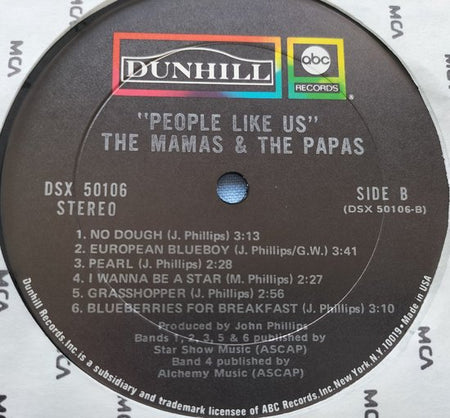 DUNHILL
abc
RECORDS
®
"PEOPLE LIKE US"
THE MAMAS & THE PAPAS
DSX 50106
STEREO
SIDE B
(DSX 50106-B)
1. NO DOUGH (J. Phillips) 3:13
2. EUROPEAN BLUEBOY (J. Phillips/G.W.) 3:41
3. PEARL (J. Phillips) 2:28
4. I WANNA BE A STAR (M. Phillips) 2:27
5. GRASSHOPPER (J. Phillips) 2:56
6. BLUEBERRIES FOR BREAKFAST (J. Phillips) 3:10
Produced by John Phillips
Bands 1, 2, 3, 5 & 6 published by
Star Show Music (ASCAP)
Band 4 published by
Alchemy Music (ASCAP)
Dunhill Records, Inc. is a subsidiary and trademark licensee of ABC Records, Inc. New York, N.Y. 10019 • Made in USA
MCA
MCA
MCA
MCA
MCA
MCA
MCA